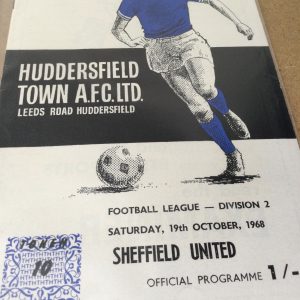 HUDDERSFIELD
TOWN A.F.C. LTD.
LEEDS ROAD HUDDERSFIELD
FOOTBALL LEAGUE — DIVISION 2
SATURDAY, 19th OCTOBER, 1968
SHEFFIELD UNITED
OFFICIAL PROGRAMME 1/-
TOKEN
10